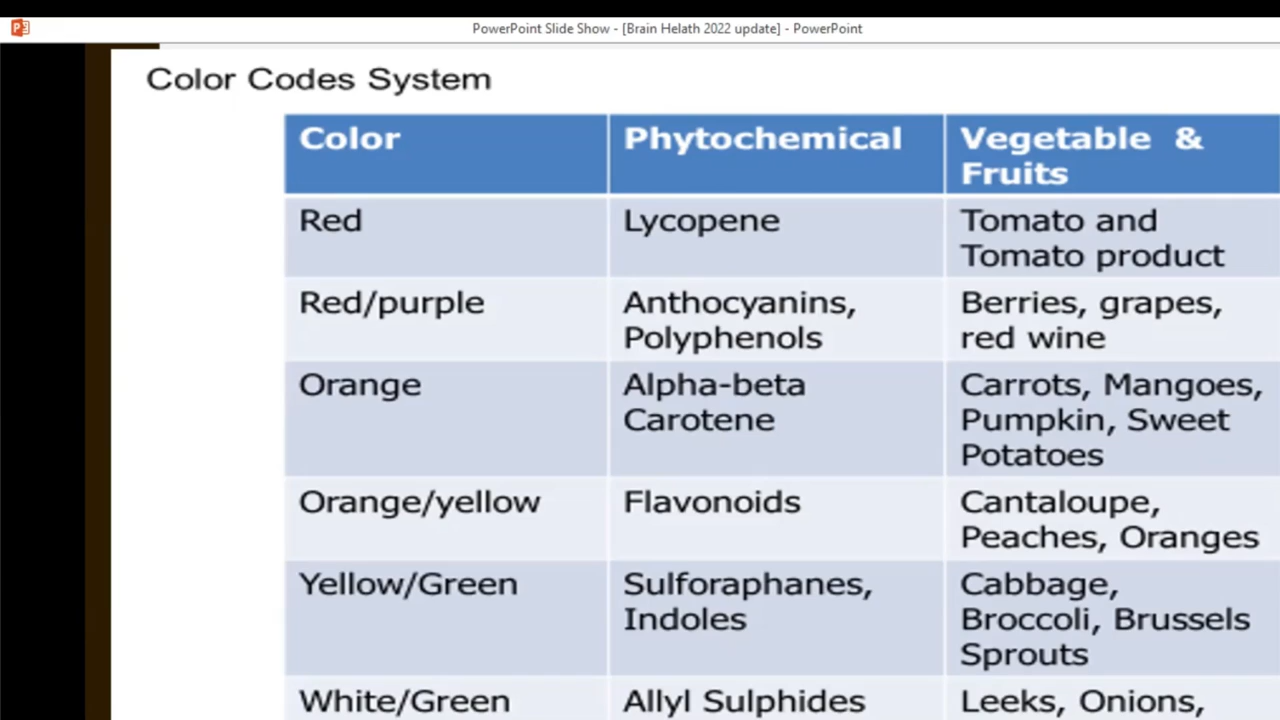 PowerPoint Slide Show - [Brain Helath 2022 update] - PowerPoint
Color Codes System
Color Phytochemical Vegetable & Fruits
Red Lycopene Tomato and Tomato product
Red/purple Anthocyanins, Polyphenols Berries, grapes, red wine
Orange Alpha-beta Carotene Carrots, Mangoes, Pumpkin, Sweet Potatoes
Orange/yellow Flavonoids Cantaloupe, Peaches, Oranges
Yellow/Green Sulforaphanes, Indoles Cabbage, Broccoli, Brussels Sprouts
White/Green Allyl Sulphides Leeks, Onions,